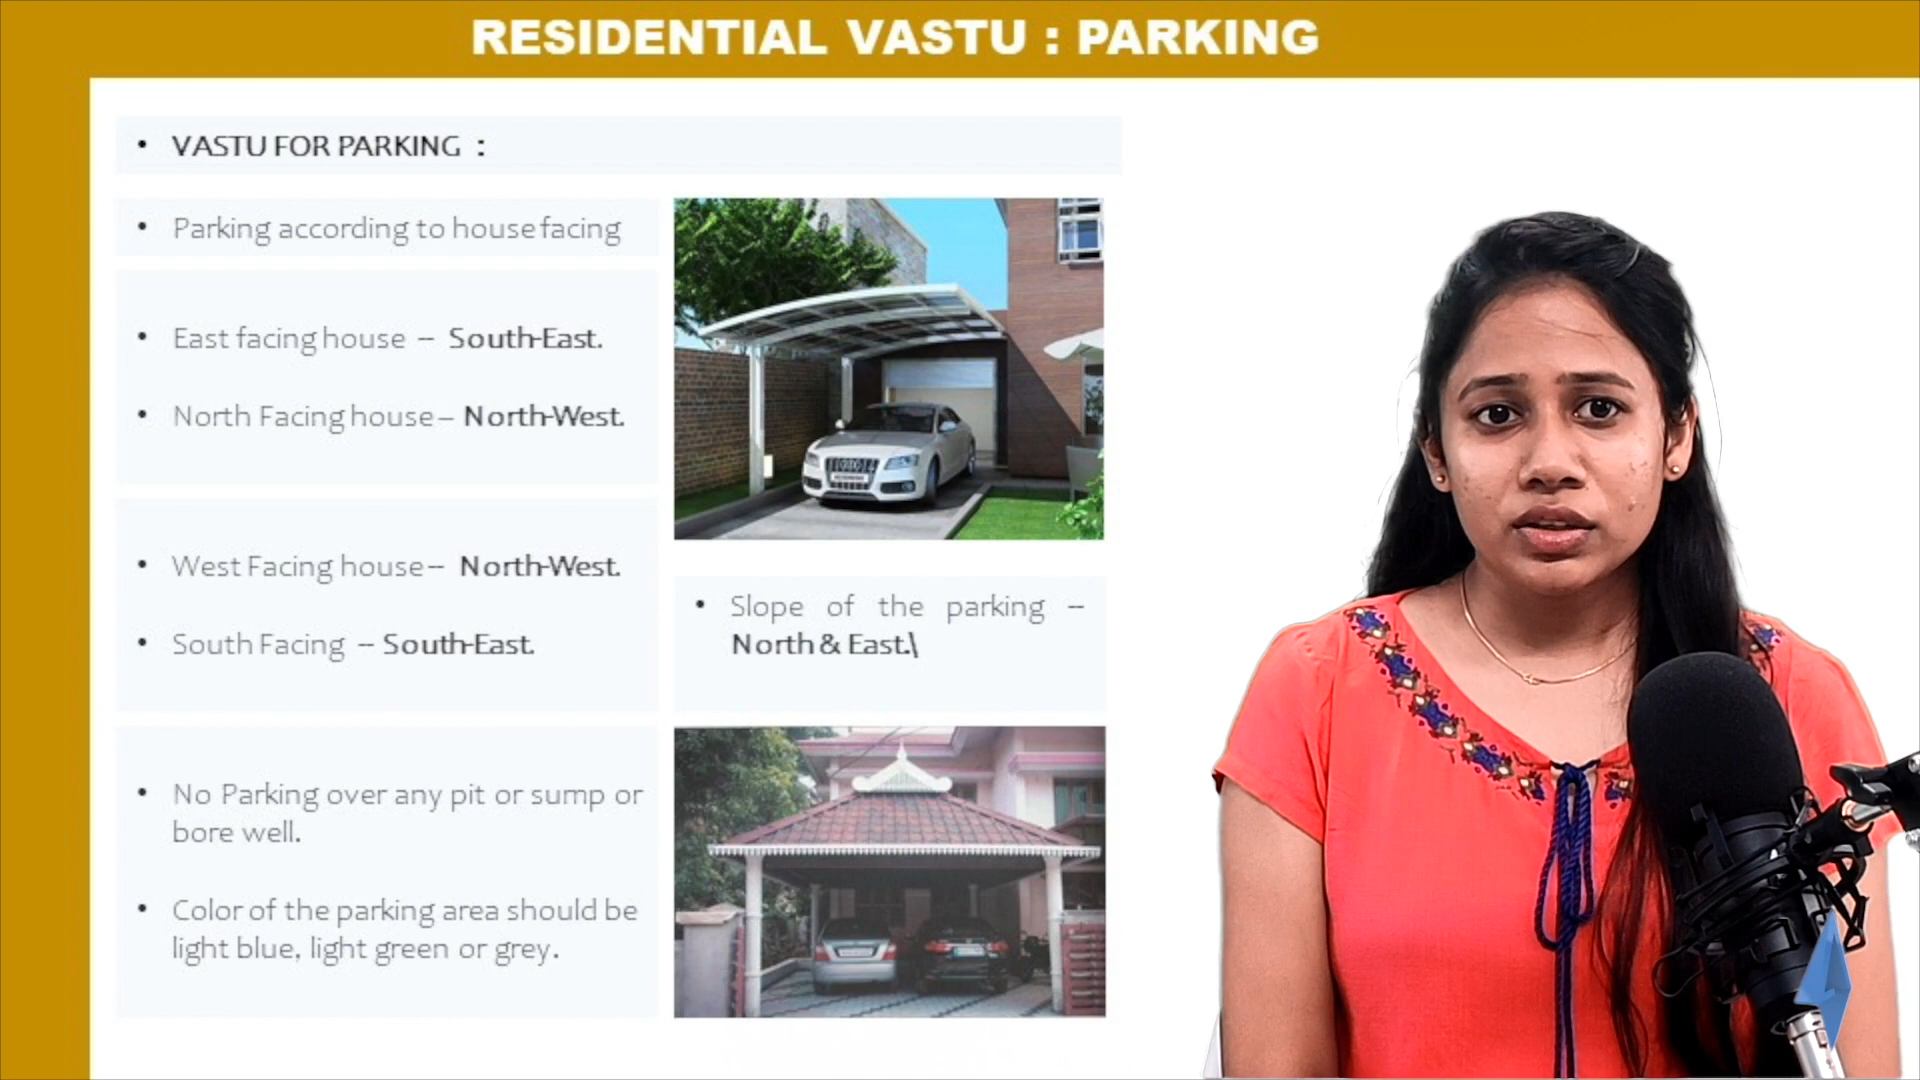 RESIDENTIAL VASTU : PARKING
• VASTU FOR PARKING :
• Parking according to house facing
• East facing house – South-East.
• North Facing house – North-West.
• West Facing house – North-West.
• South Facing – South-East.
• No Parking over any pit or sump or
bore well.
• Color of the parking area should be
light blue, light green or grey.
• Slope of the parking –
North & East.\